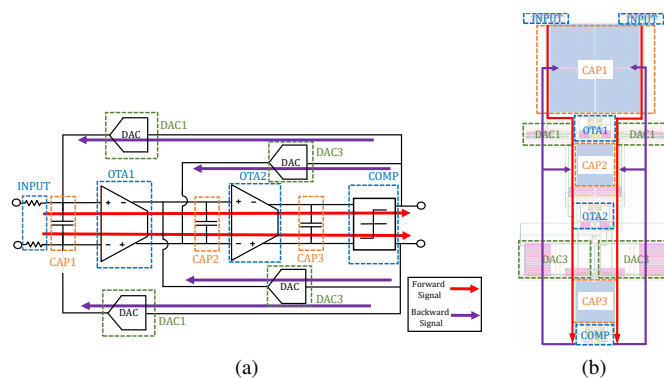 DAC
DAC1
DAC
DAC3
INPUT
OTA1
OTA2
COMP
+
−
−
+
+
−
−
+
CAP1
CAP2
CAP3
DAC
DAC3
DAC
DAC1
Forward
Signal
Backward
Signal
(a)
INPUT
INPUT
CAP1
DAC1
OTA1
DAC1
CAP2
OTA2
DAC3
DAC3
CAP3
COMP
(b)